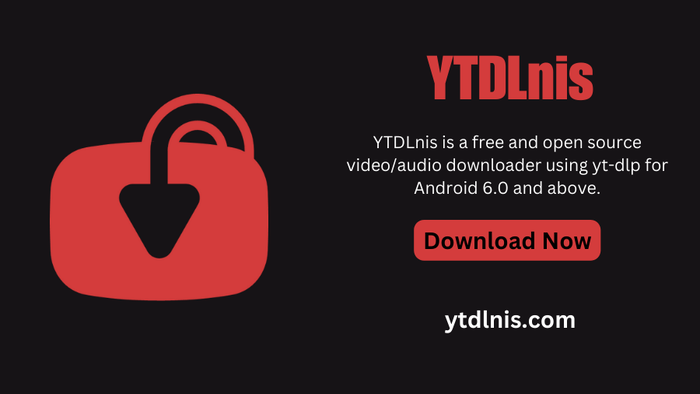 YTDLnis
YTDLnis is a free and open source
video/audio downloader using yt-dlp for
Android 6.0 and above.
Download Now
ytdlnis.com